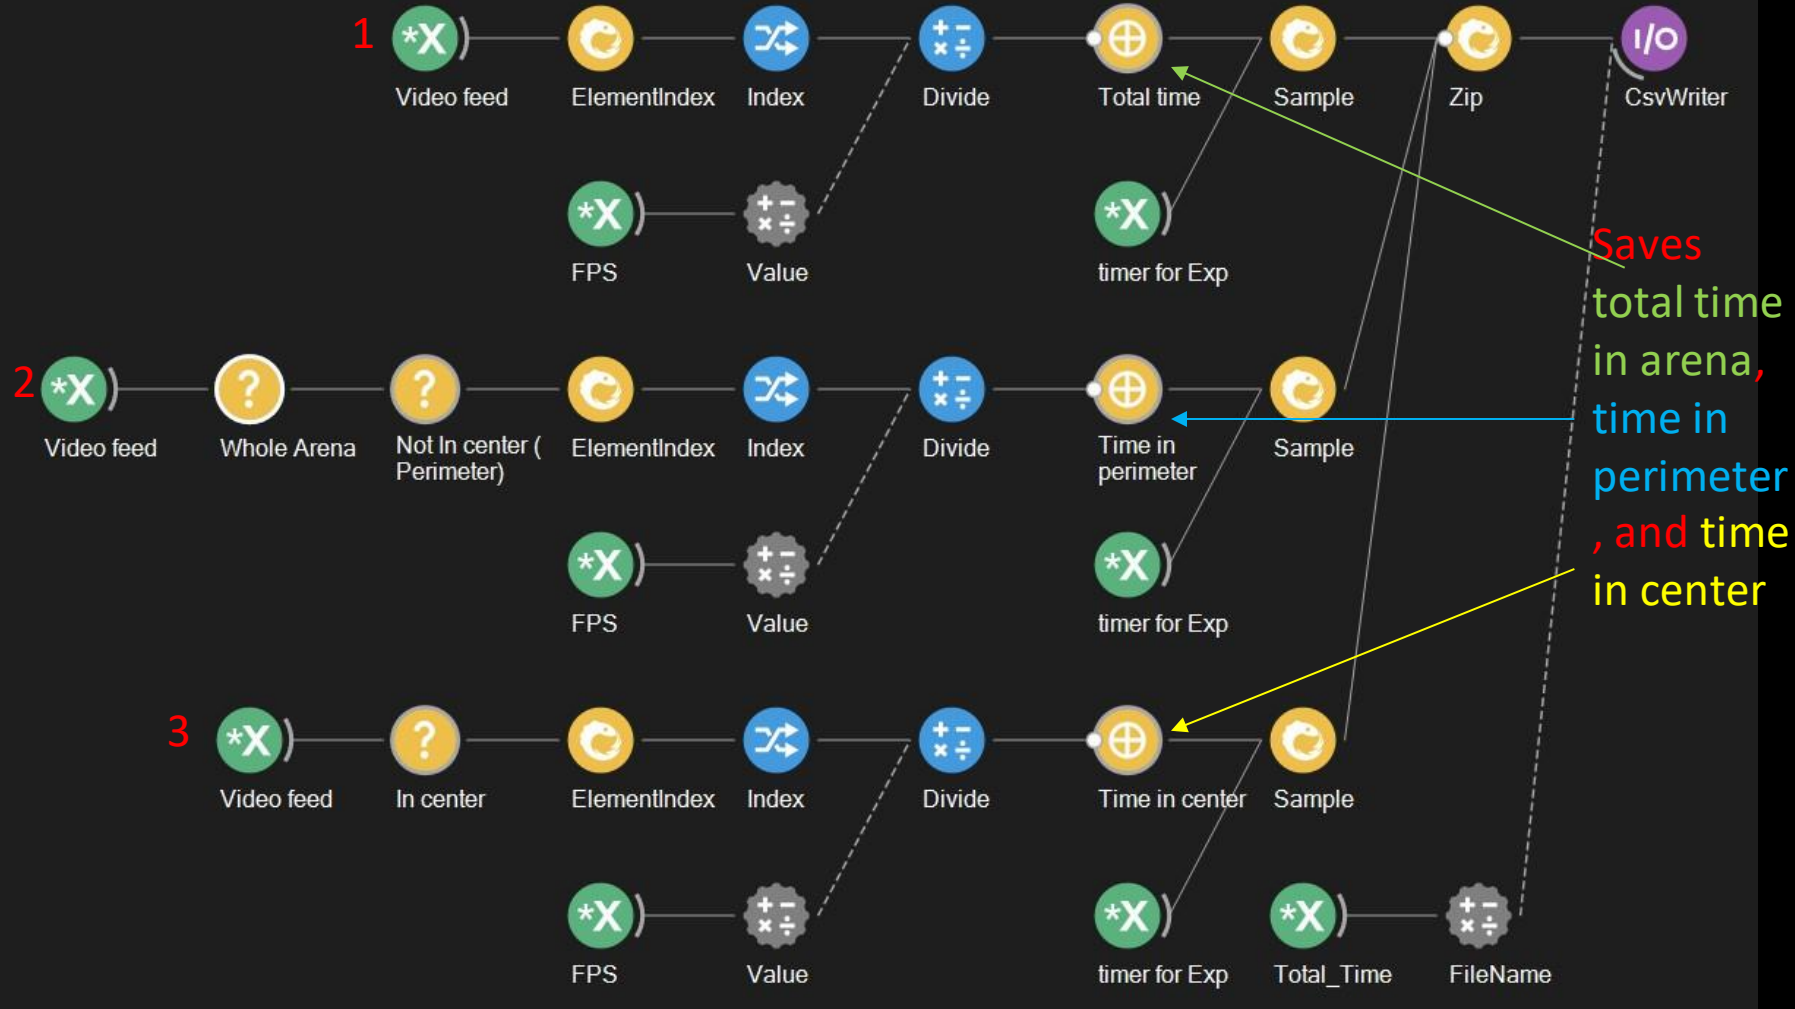 1
*X
I/O
Video feed
ElementIndex
Index
Divide
Total time
Sample
Zip
CsvWriter
*X
*X
FPS
Value
timer for Exp
Saves
total time
in arena,
time in
perimeter
, and time
in center
2
*X
?
?
Video feed
Whole Arena
Not In center (
Perimeter)
ElementIndex
Index
Divide
Time in
perimeter
Sample
*X
*X
FPS
Value
timer for Exp
3
*X
?
Video feed
In center
ElementIndex
Index
Divide
Time in center
Sample
*X
*X
*X
FPS
Value
timer for Exp
Total_Time
FileName